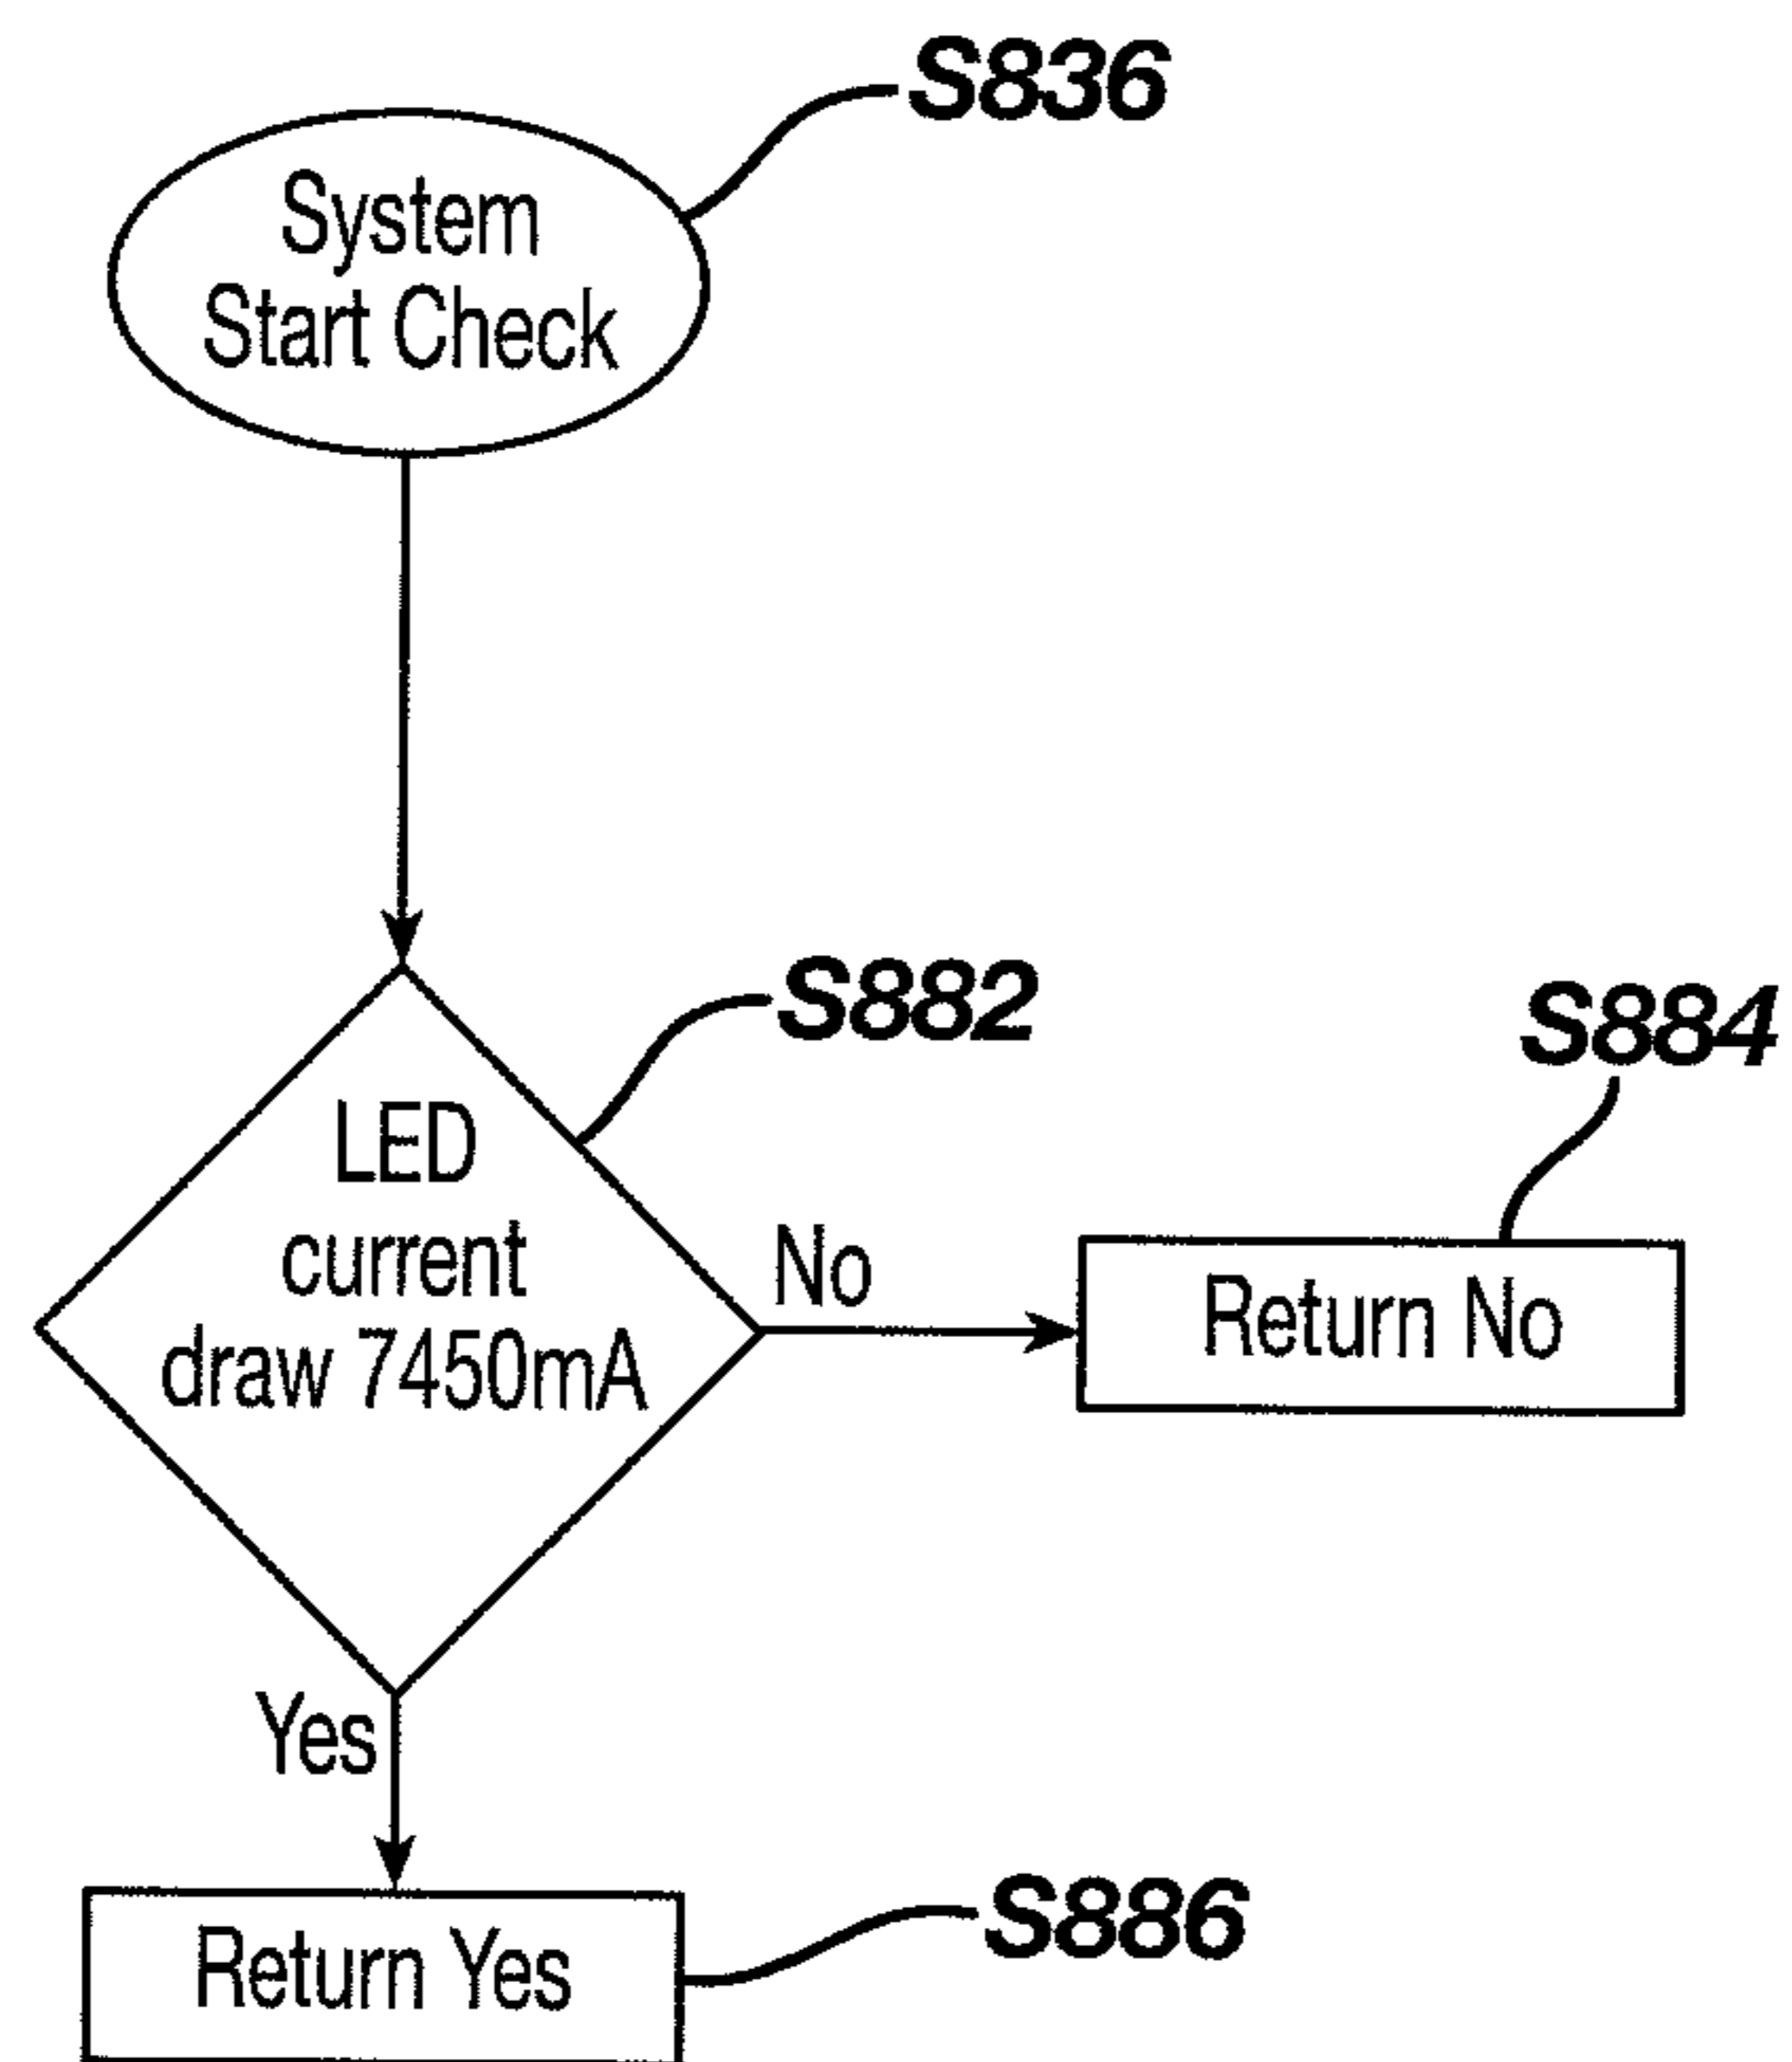 S836
System
Start Check
S882
S884
LED
current
draw 7450mA
No
Return No
Yes
Return Yes
S886